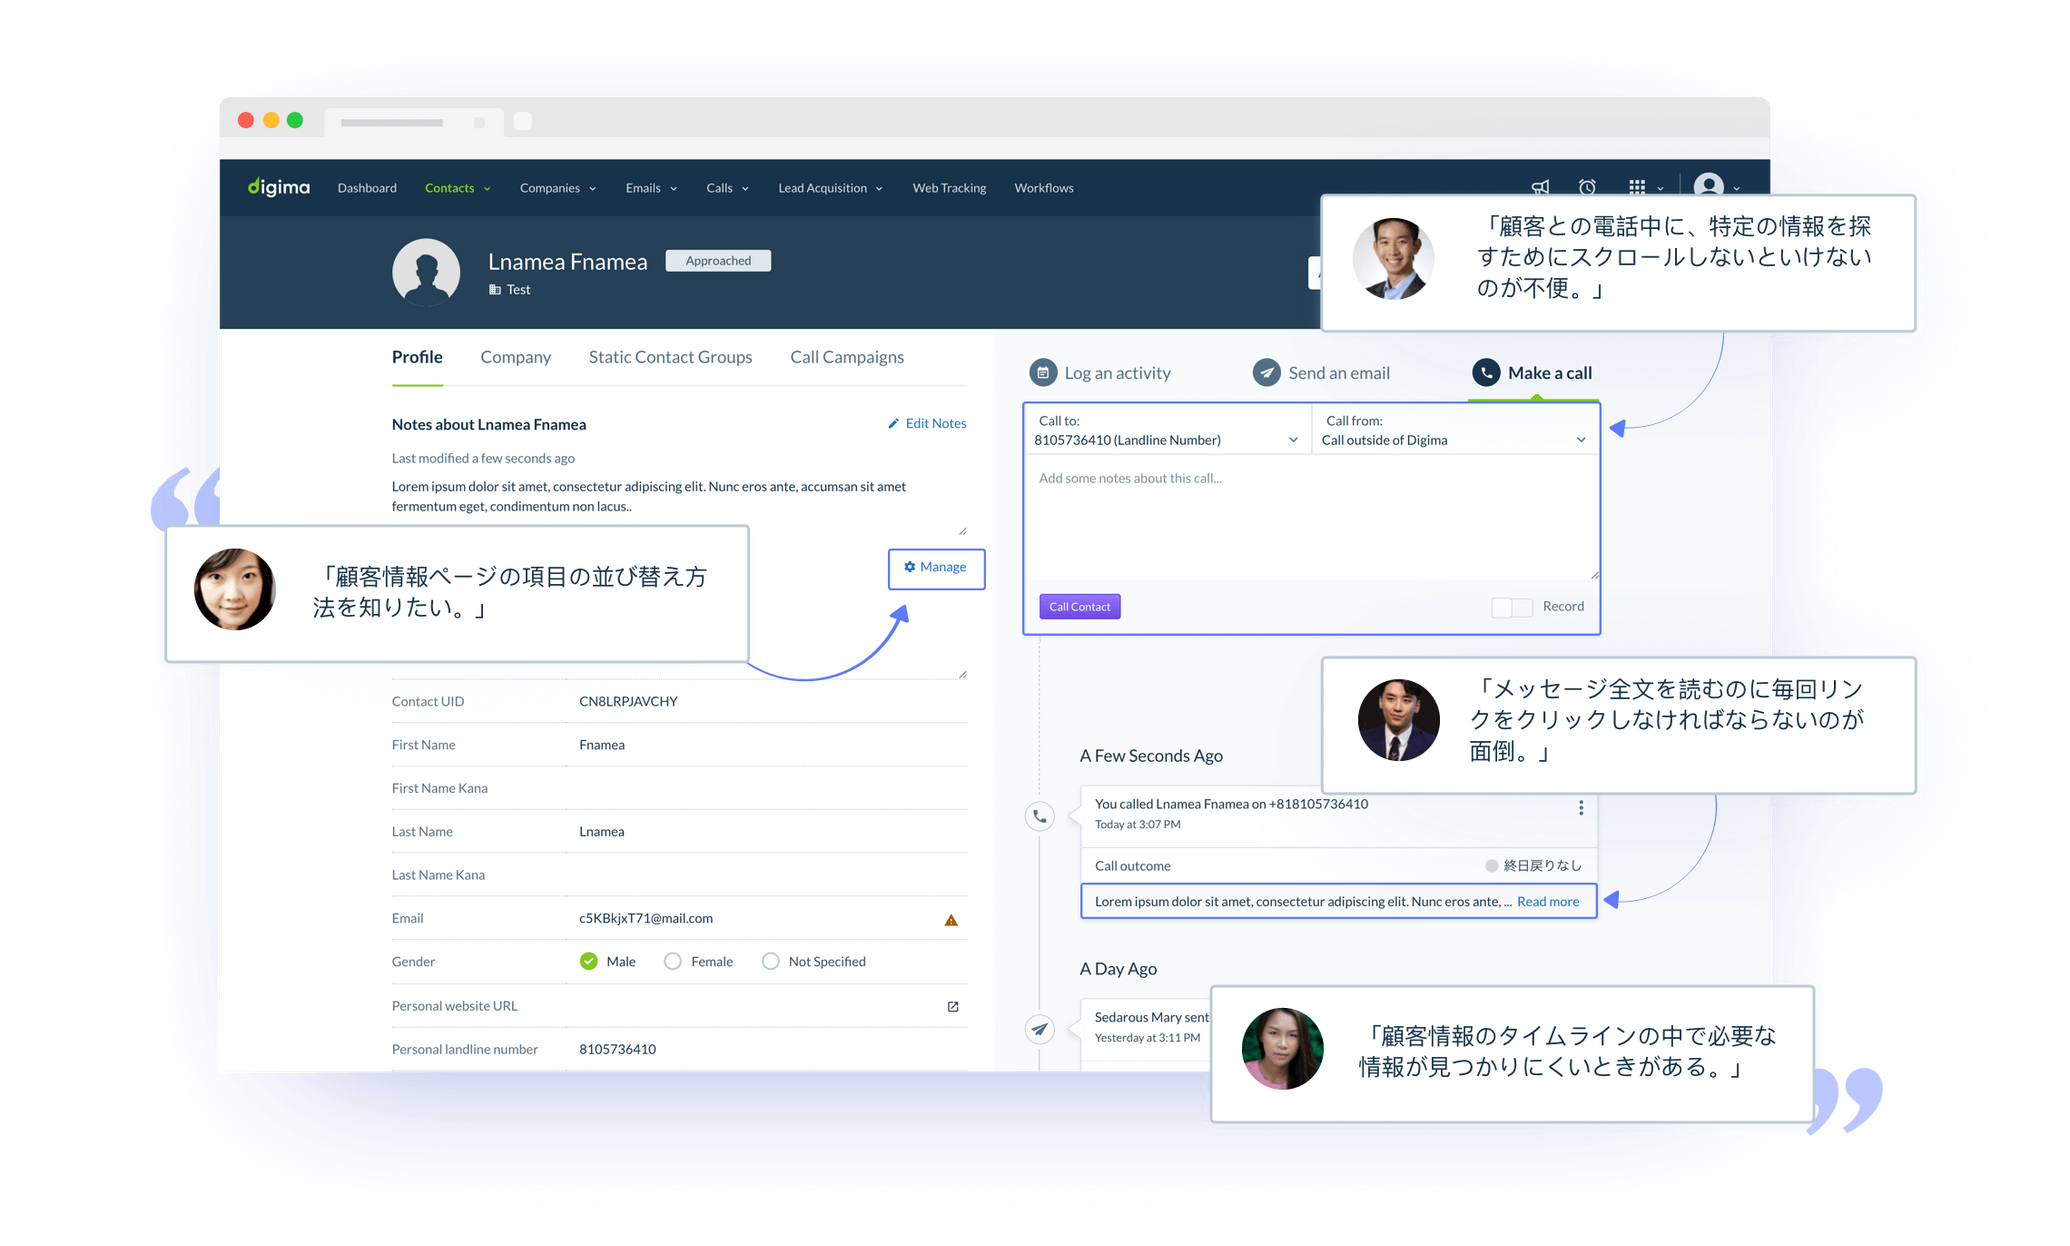 digima
Dashboard
Contacts
Companies
Emails
Calls
Lead Acquisition
Web Tracking
Workflows
「顧客との電話中に、特定の情報を探
すためにスクロールしないといけない
のが不便。」
Lnamea Fnamea
Approached
Test
Profile
Company
Static Contact Groups
Call Campaigns
Notes about Lnamea Fnamea
Edit Notes
Last modified a few seconds ago
Lorem ipsum dolor sit amet, consectetur adipiscing elit. Nunc eros ante, accumsan sit amet
fermentum eget, condimentum non lacus..
Manage
「顧客情報ページの項目の並び替え方
法を知りたい。」
Contact UID
CN8LRPJAVCHY
First Name
Fnamea
First Name Kana
Last Name
Lnamea
Last Name Kana
Email
c5KBkjxT71@mail.com
Gender
Male
Female
Not Specified
Personal website URL
Personal landline number
8105736410
Log an activity
Send an email
Make a call
Call to:
8105736410 (Landline Number)
Call from:
Call outside of Digima
Add some notes about this call...
Call Contact
Record
「メッセージ全文を読むのに毎回リン
クをクリックしなければならないのが
面倒。」
A Few Seconds Ago
You called Lnamea Fnamea on +818105736410
Today at 3:07 PM
Call outcome
終日戻りなし
Lorem ipsum dolor sit amet, consectetur adipiscing elit. Nunc eros ante, ... Read more
A Day Ago
Sedarous Mary sent
Yesterday at 3:11 PM
「顧客情報のタイムラインの中で必要な
情報が見つかりにくいときがある。」